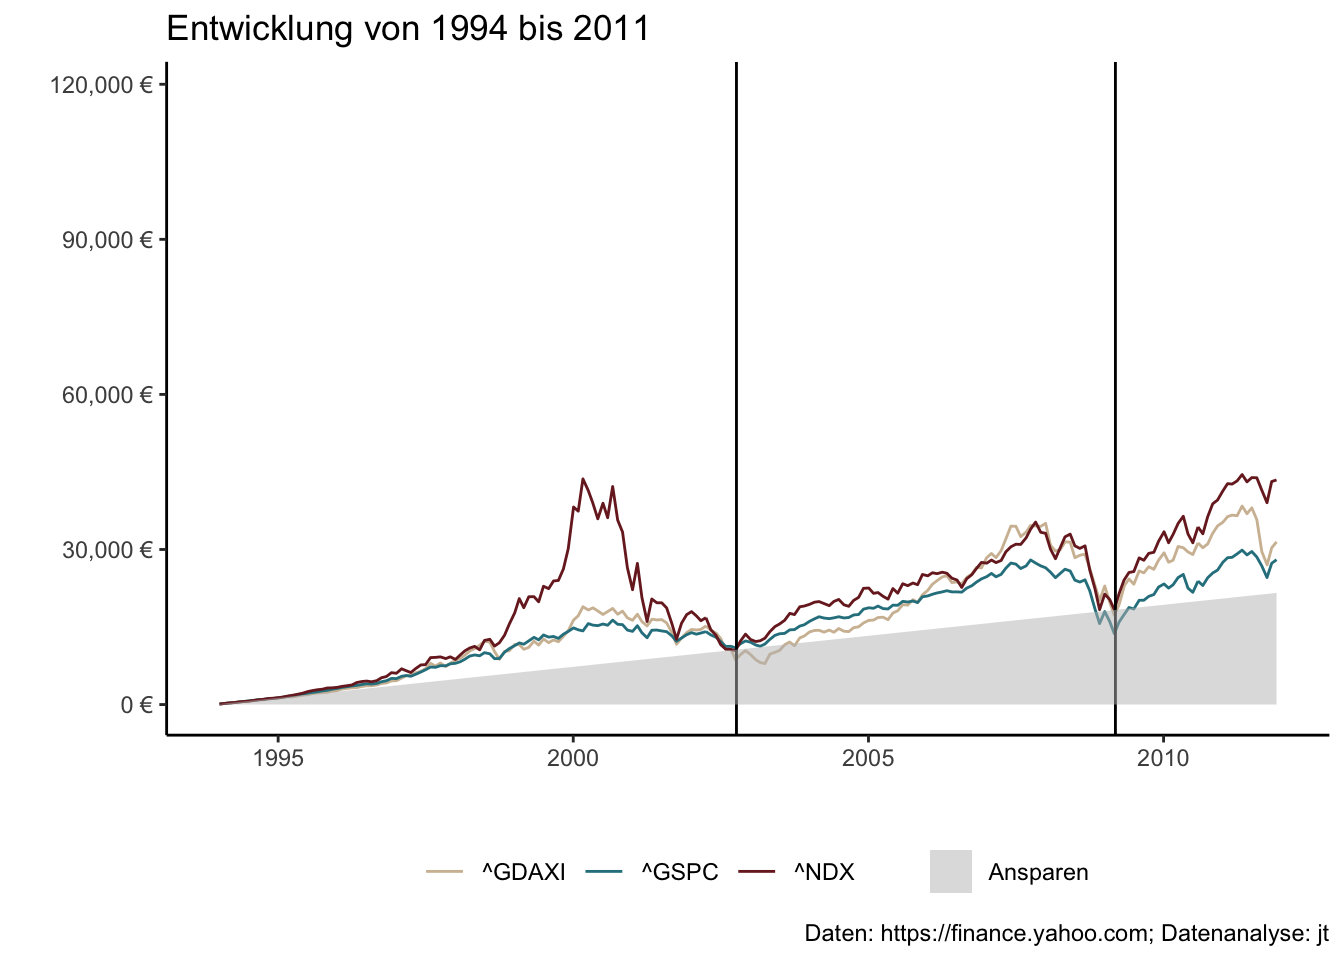 Entwicklung von 1994 bis 2011
120,000 €
90,000 €
60,000 €
30,000 €
0 €
1995 2000 2005 2010
^GDAXI ^GSPC ^NDX Ansparen
Daten: https://finance.yahoo.com; Datenanalyse: jt